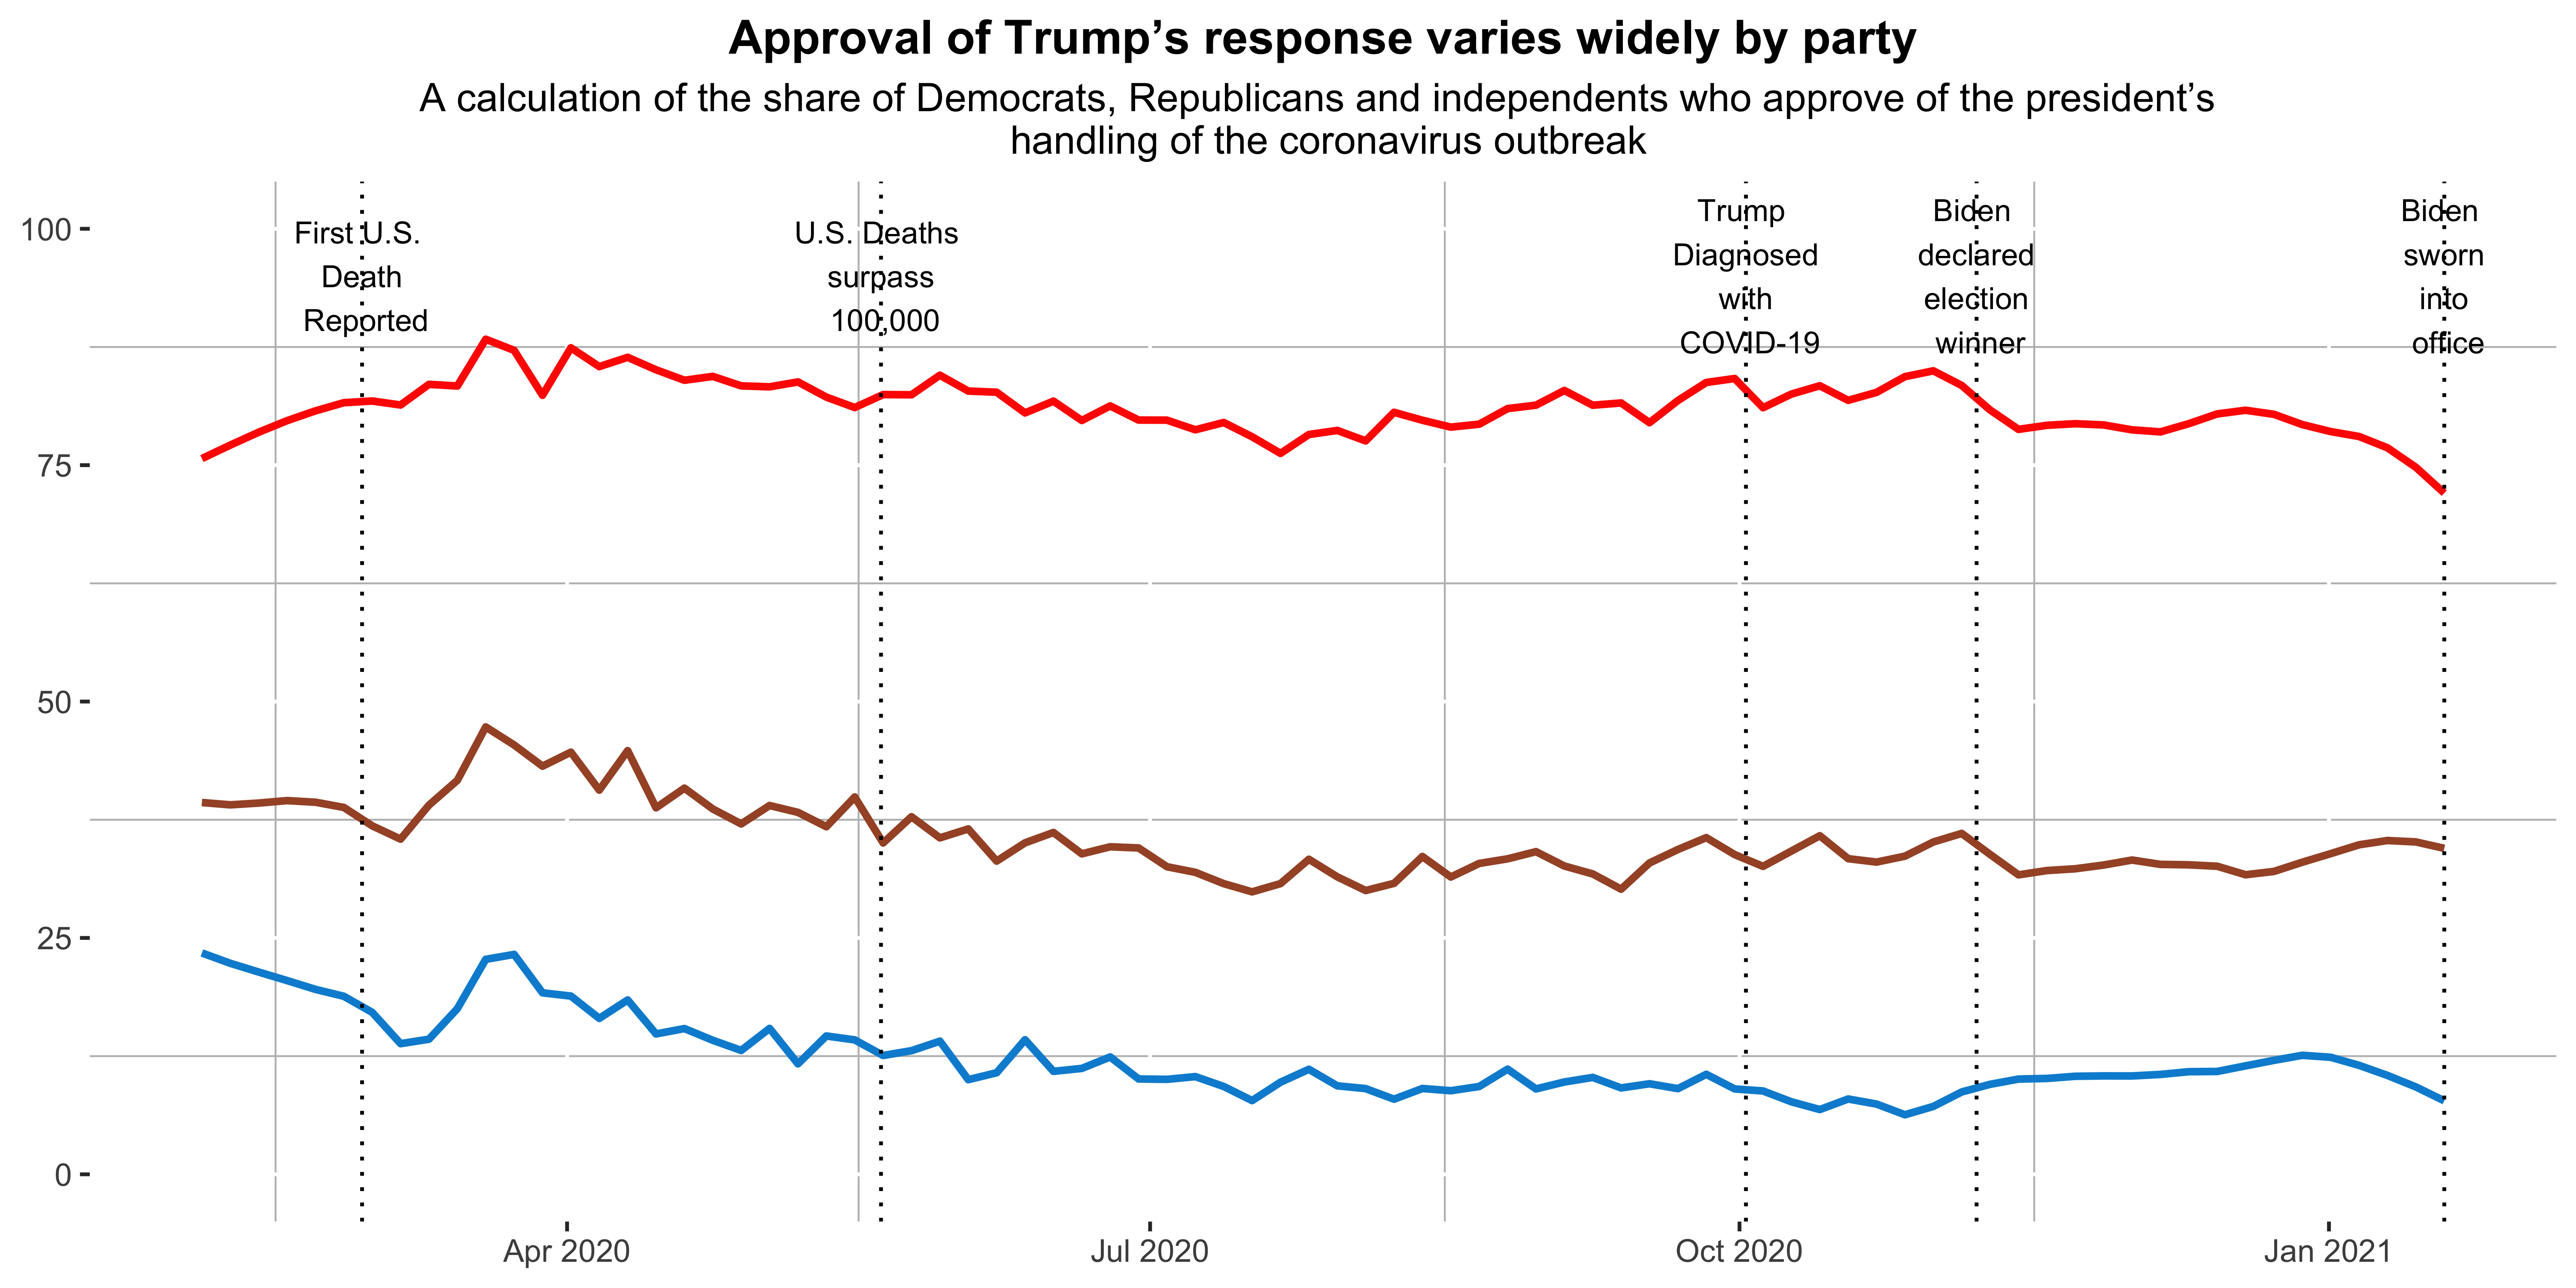 Approval of Trump’s response varies widely by party
A calculation of the share of Democrats, Republicans and independents who approve of the president’s
handling of the coronavirus outbreak
100
75
50
25
0
First U.S.
Death
Reported
U.S. Deaths
surpass
100,000
Trump
Diagnosed
with
COVID-19
Biden
declared
election
winner
Biden
sworn
into
office
Apr 2020
Jul 2020
Oct 2020
Jan 2021